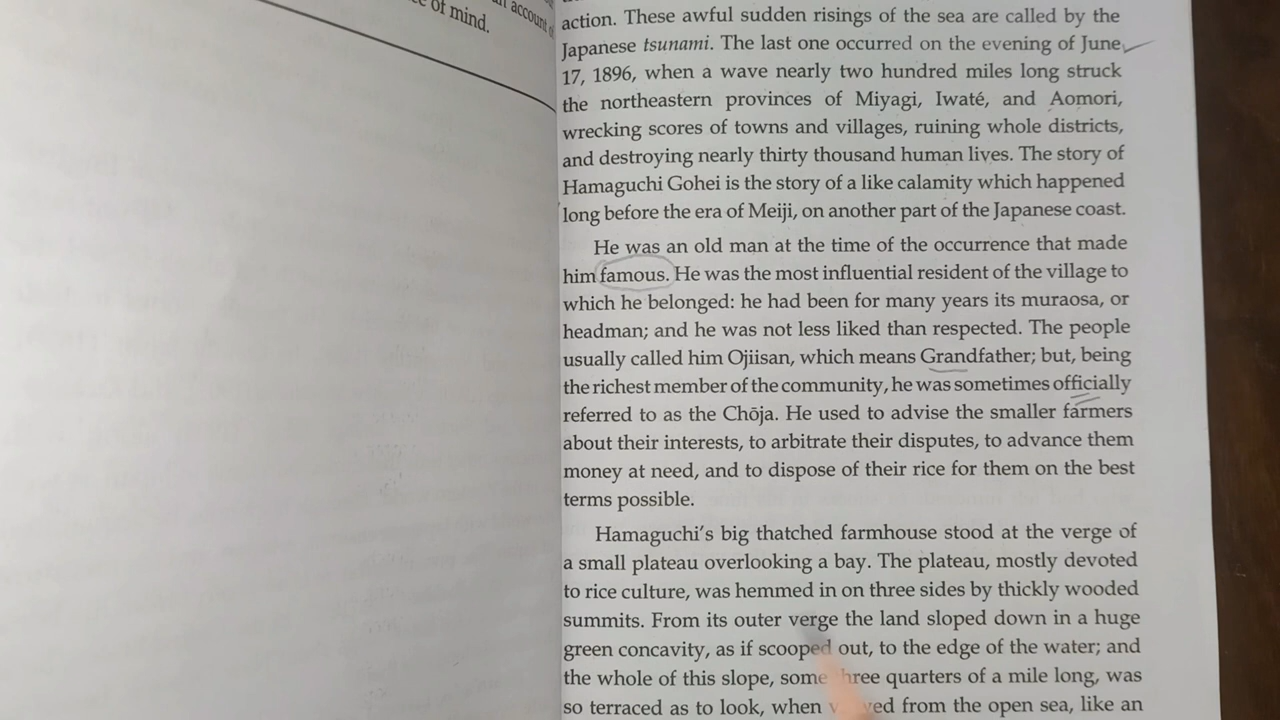 of mind.
account
action. These awful sudden risings of the sea are called by the
Japanese tsunami. The last one occurred on the evening of June
17, 1896, when a wave nearly two hundred miles long struck
the northeastern provinces of Miyagi, Iwaté, and Aomori,
wrecking scores of towns and villages, ruining whole districts,
and destroying nearly thirty thousand human lives. The story of
Hamaguchi Gohei is the story of a like calamity which happened
long before the era of Meiji, on another part of the Japanese coast.
He was an old man at the time of the occurrence that made
him famous. He was the most influential resident of the village to
which he belonged: he had been for many years its muraosa, or
headman; and he was not less liked than respected. The people
usually called him Ojiisan, which means Grandfather; but, being
the richest member of the community, he was sometimes officially
referred to as the Chōja. He used to advise the smaller farmers
about their interests, to arbitrate their disputes, to advance them
money at need, and to dispose of their rice for them on the best
terms possible.
Hamaguchi's big thatched farmhouse stood at the verge of
a small plateau overlooking a bay. The plateau, mostly devoted
to rice culture, was hemmed in on three sides by thickly wooded
summits. From its outer verge the land sloped down in a huge
green concavity, as if scooped out, to the edge of the water; and
the whole of this slope, some three quarters of a mile long, was
so terraced as to look, when from the open sea, like an